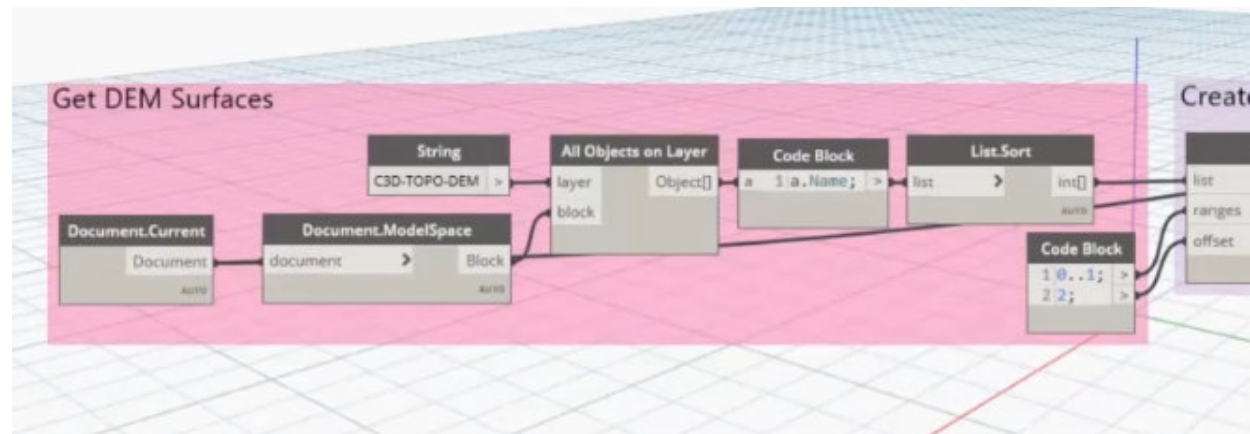 Get DEM Surfaces
Create
String
C3D-TOPO-DEM >
All Objects on Layer
layer Object[]
block
Code Block
a 1 a.Name; >
List.Sort
list > int[]
AUTO
list
ranges
offset
Document.Current
Document
AUTO
Document.ModelSpace
document > Block
AUTO
Code Block
1 0..1; >
2 2; >